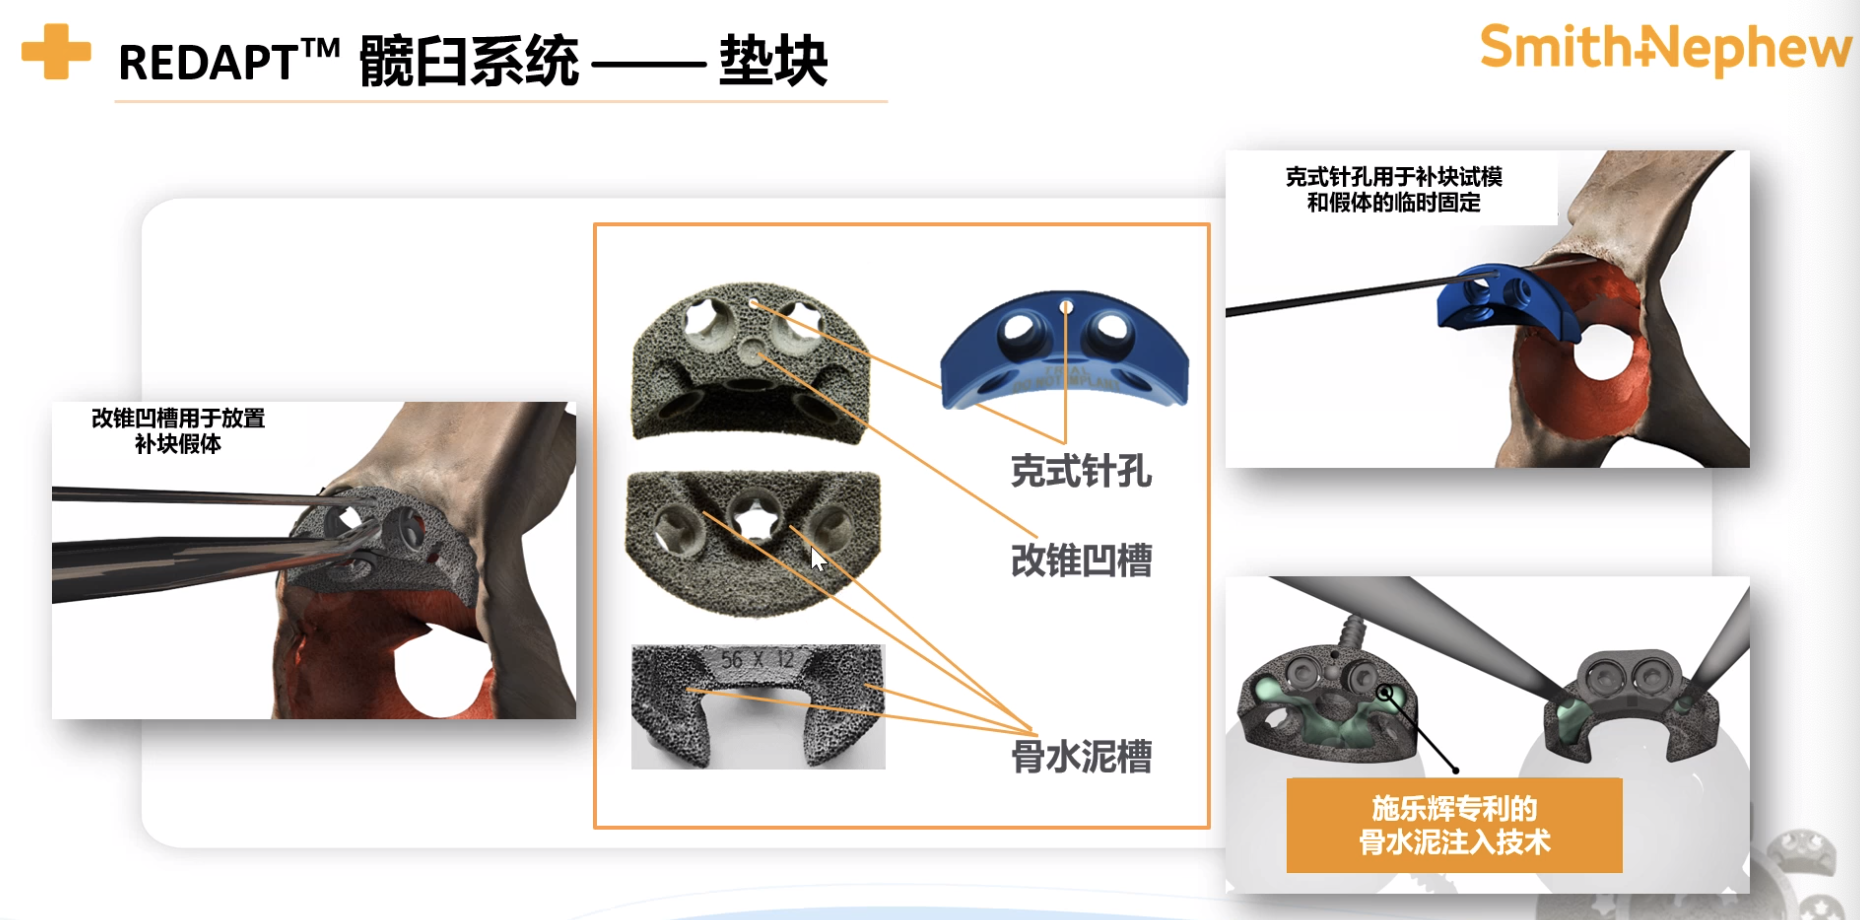 REDAPT™ 髋臼系统 —— 垫块
Smith+Nephew
克式针孔用于补块试模
和假体的临时固定
改锥凹槽用于放置
补块假体
克式针孔
改锥凹槽
56 X 12
骨水泥槽
施乐辉专利的
骨水泥注入技术